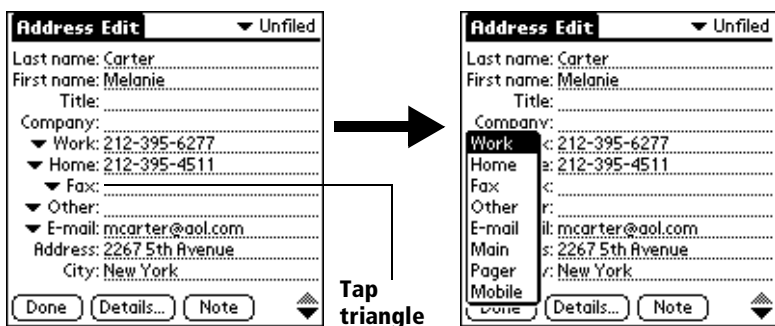 Address Edit ▼ Unfiled
Last name: Carter
First name: Melanie
Title:
Company:
▼ Work: 212-395-6277
▼ Home: 212-395-4511
▼ Fax:
▼ Other:
▼ E-mail: mcarter@aol.com
Address: 2267 5th Avenue
City: New York
Done Details... Note
Tap
triangle
Address Edit ▼ Unfiled
Last name: Carter
First name: Melanie
Title:
Company:
Work k: 212-395-6277
Home e: 212-395-4511
Fax x:
Other r:
E-mail il: mcarter@aol.com
Main s: 2267 5th Avenue
Pager y: New York
Mobile
Done Details... Note